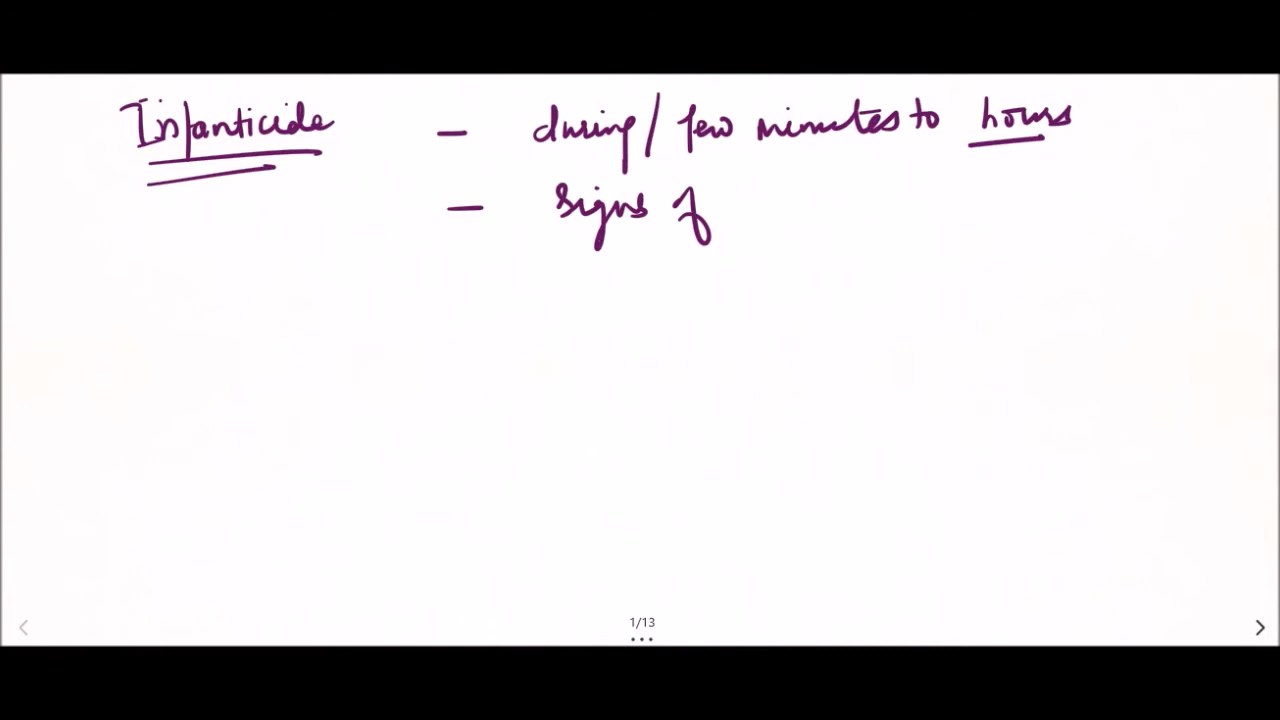 Infanticide - during/few minutes to hours
- Signs of
1/13